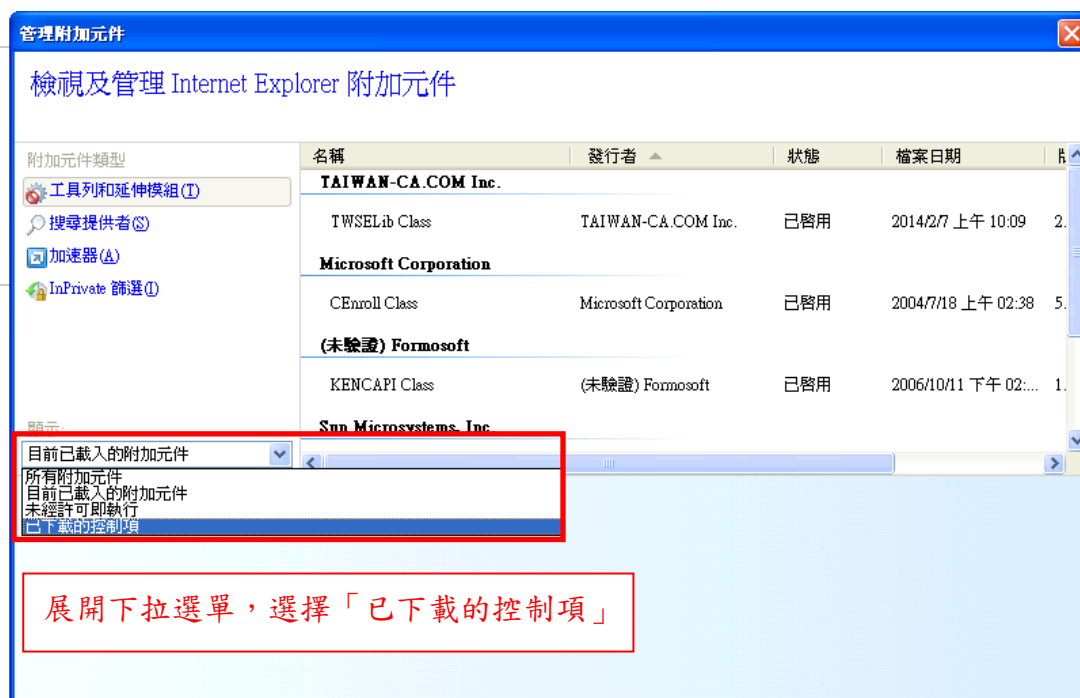 管理附加元件
檢視及管理 Internet Explorer 附加元件
附加元件類型
工具列和延伸模組(T)
搜尋提供者(S)
加速器(A)
InPrivate 篩選(I)
名稱 發行者 狀態 檔案日期
TAIWAN-CA.COM Inc.
TWSELib Class TAIWAN-CA.COM Inc. 已啓用 2014/2/7 上午 10:09 2.
Microsoft Corporation
CEnroll Class Microsoft Corporation 已啓用 2004/7/18 上午 02:38 5.
(未驗證) Formosoft
KENCAPI Class (未驗證) Formosoft 已啓用 2006/10/11 下午 02:... 1.
Sun Microsystems, Inc.
顯示:
目前已載入的附加元件
所有附加元件
目前已載入的附加元件
未經許可即執行
已下載的控制項
展開下拉選單，選擇「已下載的控制項」